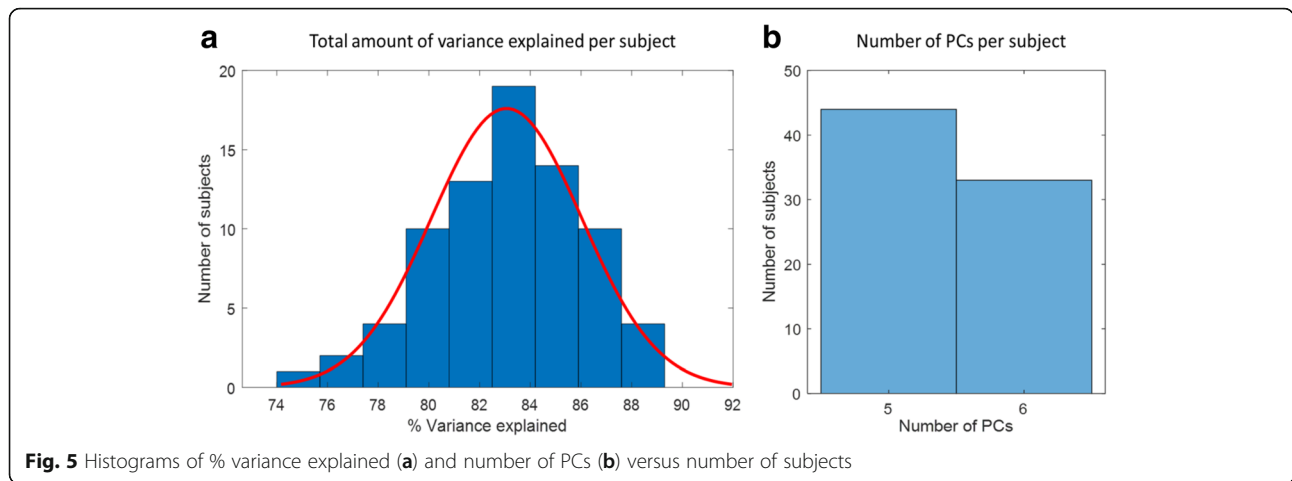 a Total amount of variance explained per subject
20
15
10
5
0
Number of subjects
74 76 78 80 82 84 86 88 90 92
% Variance explained
b Number of PCs per subject
50
40
30
20
10
0
Number of subjects
5 6
Number of PCs
Fig. 5 Histograms of % variance explained (a) and number of PCs (b) versus number of subjects